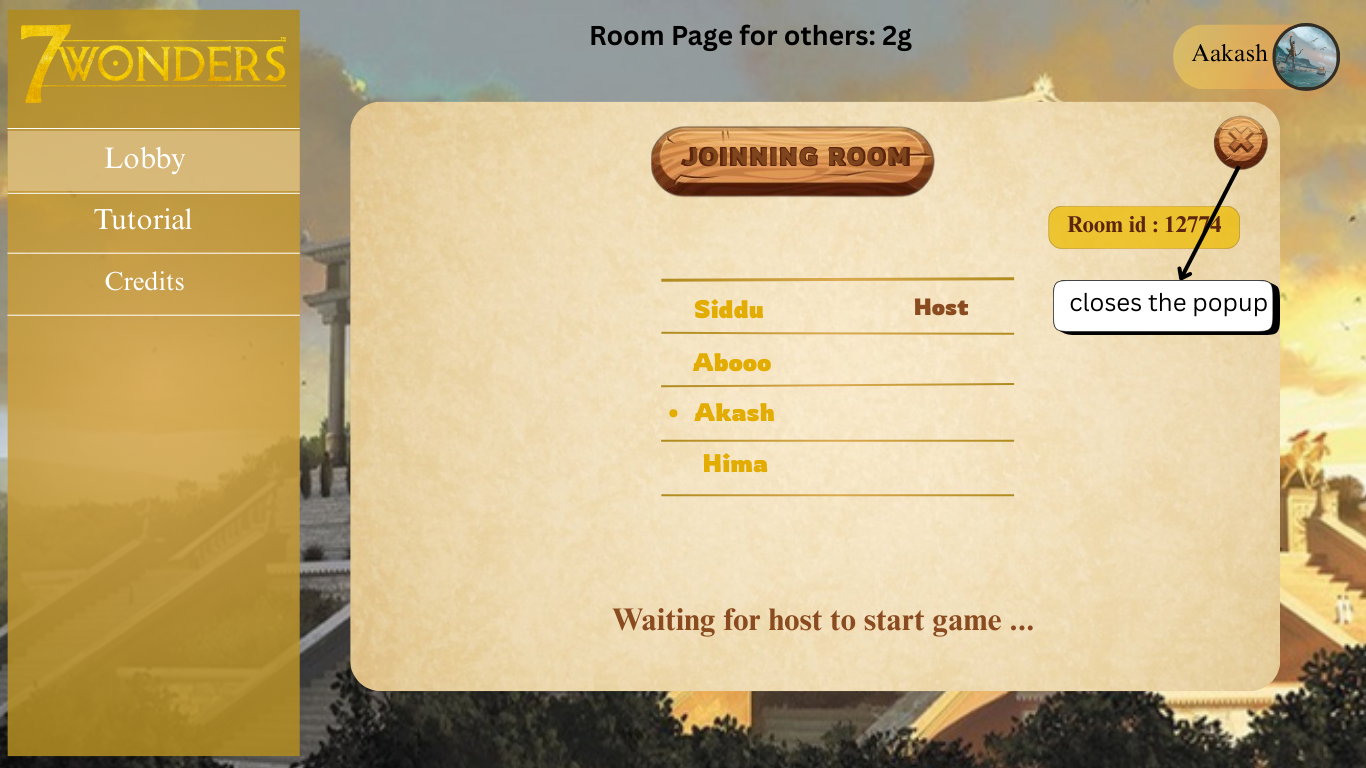 7WONDERS™
Room Page for others: 2g
Aakash
Lobby
Tutorial
Credits
JOINNING ROOM
Room id : 12774
closes the popup
Siddu Host
Abooo
• Akash
Hima
Waiting for host to start game ...